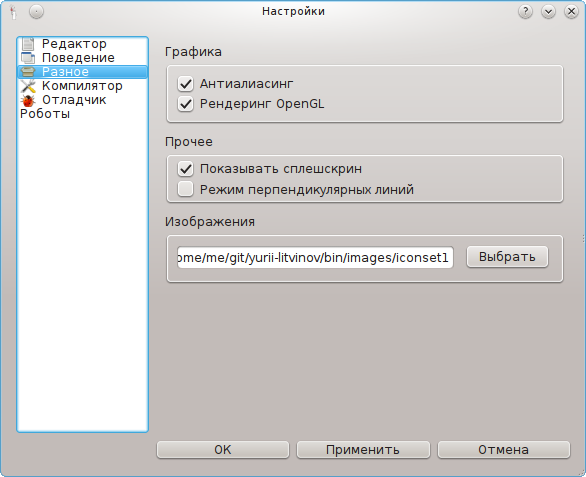 Настройки
Редактор
Поведение
Разное
Компилятор
Отладчик
Роботы
Графика
Антиалиасинг
Рендеринг OpenGL
Прочее
Показывать сплешскрин
Режим перпендикулярных линий
Изображения
ome/me/git/yurii-litvinov/bin/images/iconset1
Выбрать
ОК
Применить
Отмена